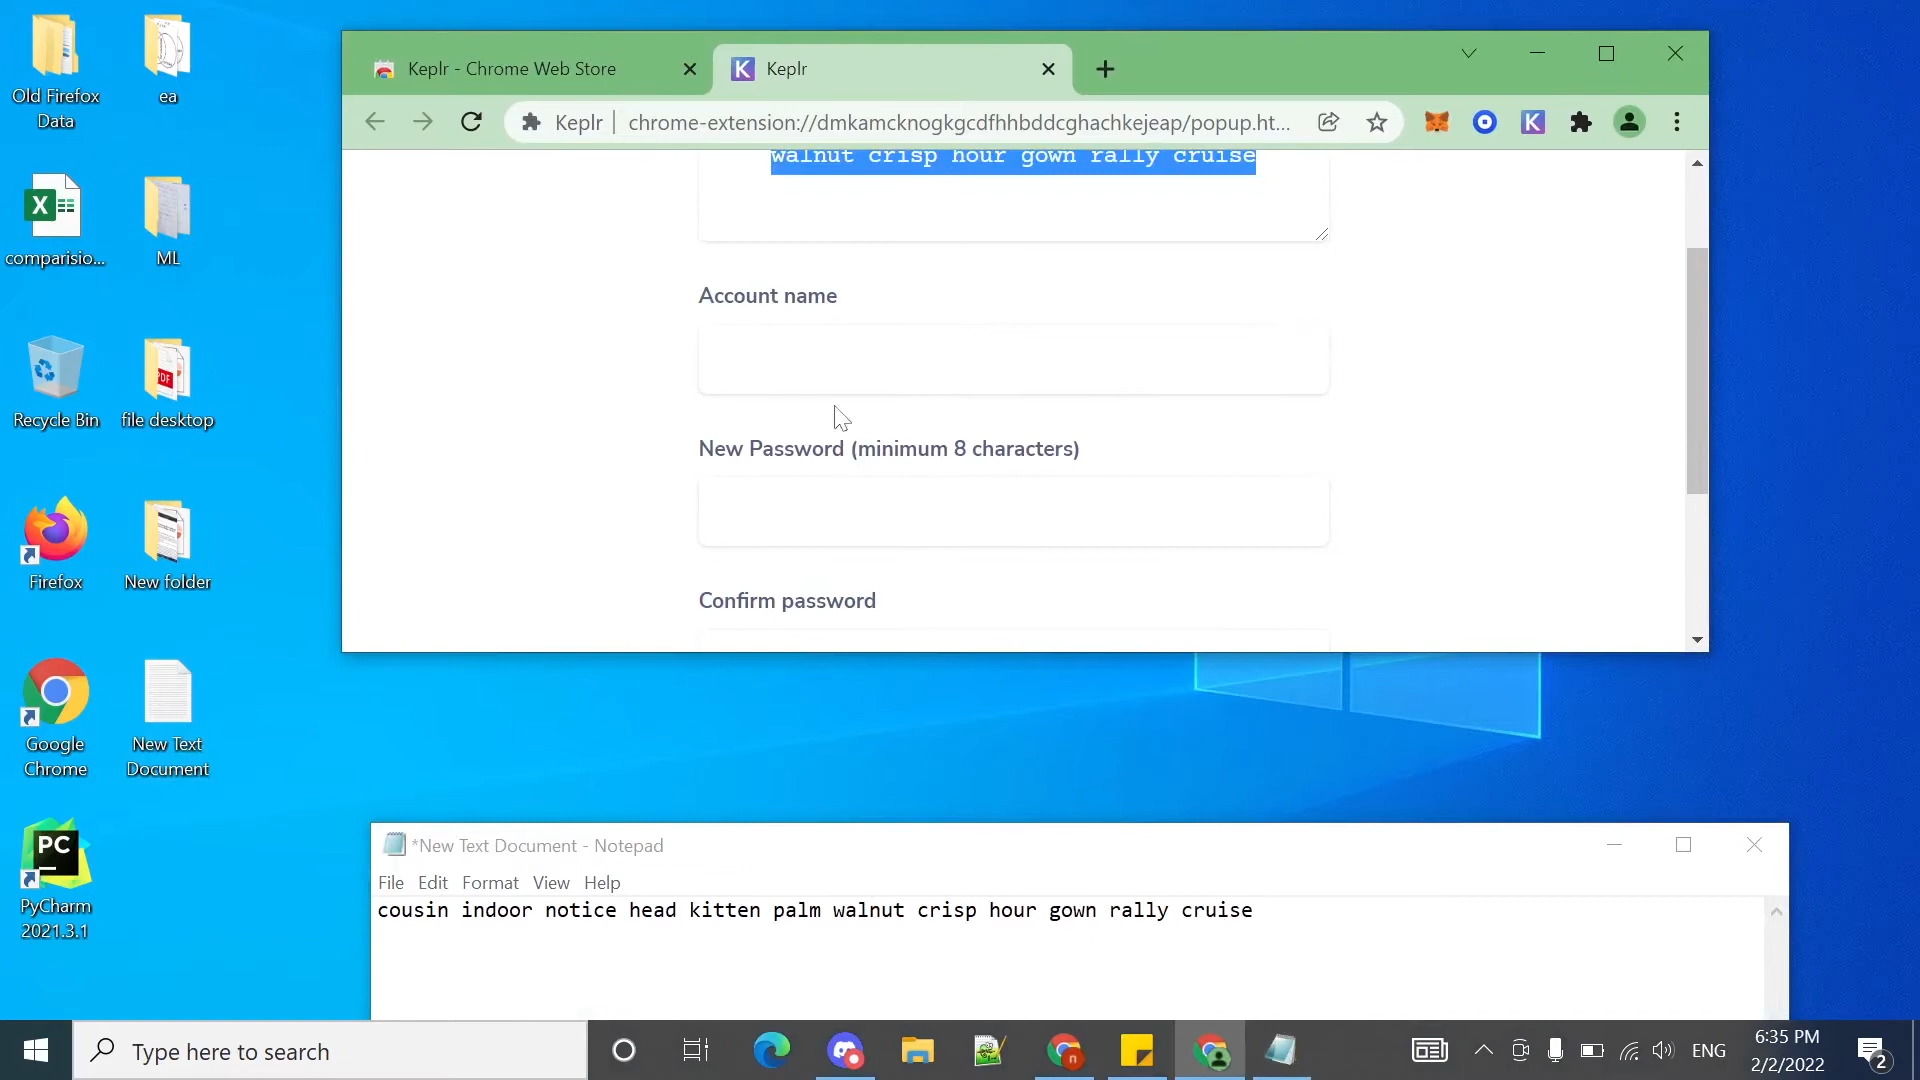 Old Firefox
Data
ea
comparisio...
ML
Recycle Bin
file desktop
Firefox
New folder
Google
Chrome
New Text
Document
PC
PyCharm
2021.3.1
Keplr - Chrome Web Store
Keplr
Keplr
chrome-extension://dmkamcknogkgcdfhhbddcghachkejeap/popup.ht...
walnut crisp hour gown rally cruise
Account name
New Password (minimum 8 characters)
Confirm password
*New Text Document - Notepad
File Edit Format View Help
cousin indoor notice head kitten palm walnut crisp hour gown rally cruise
Type here to search
ENG
6:35 PM
2/2/2022
2